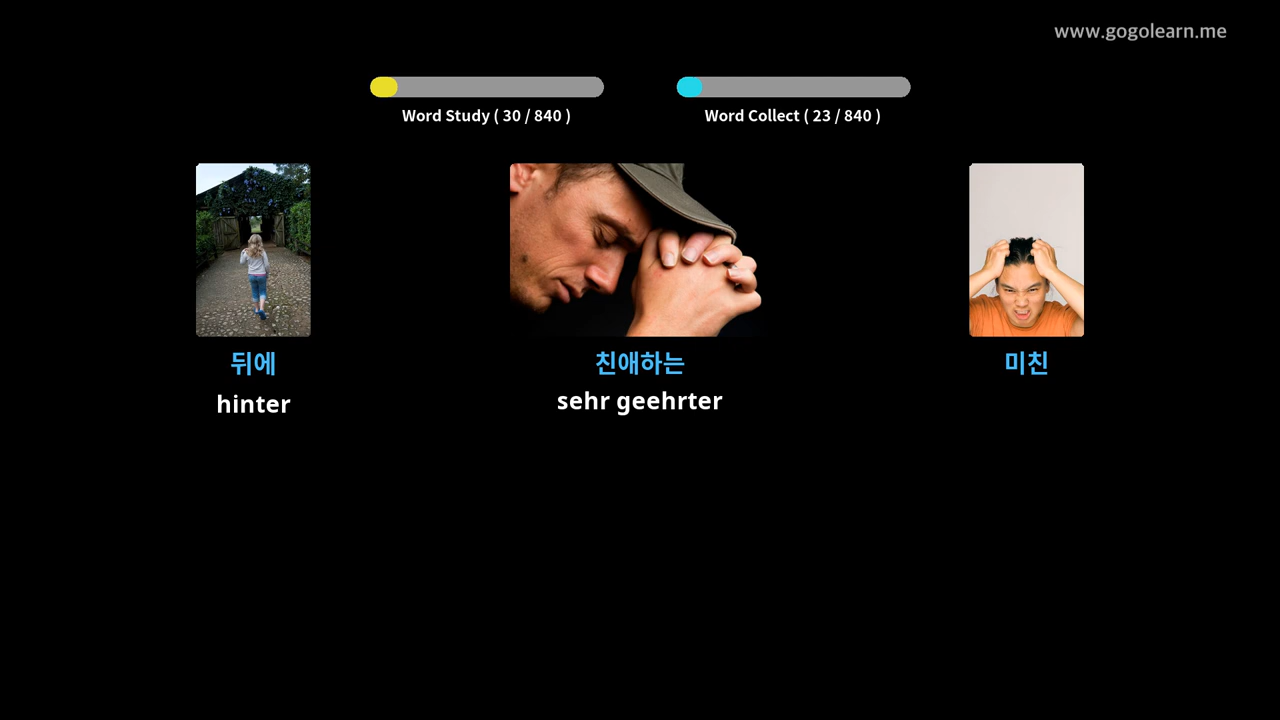 www.gogolearn.me
Word Study ( 30 / 840 )
Word Collect ( 23 / 840 )
뒤에
친애하는
미친
hinter
sehr geehrter